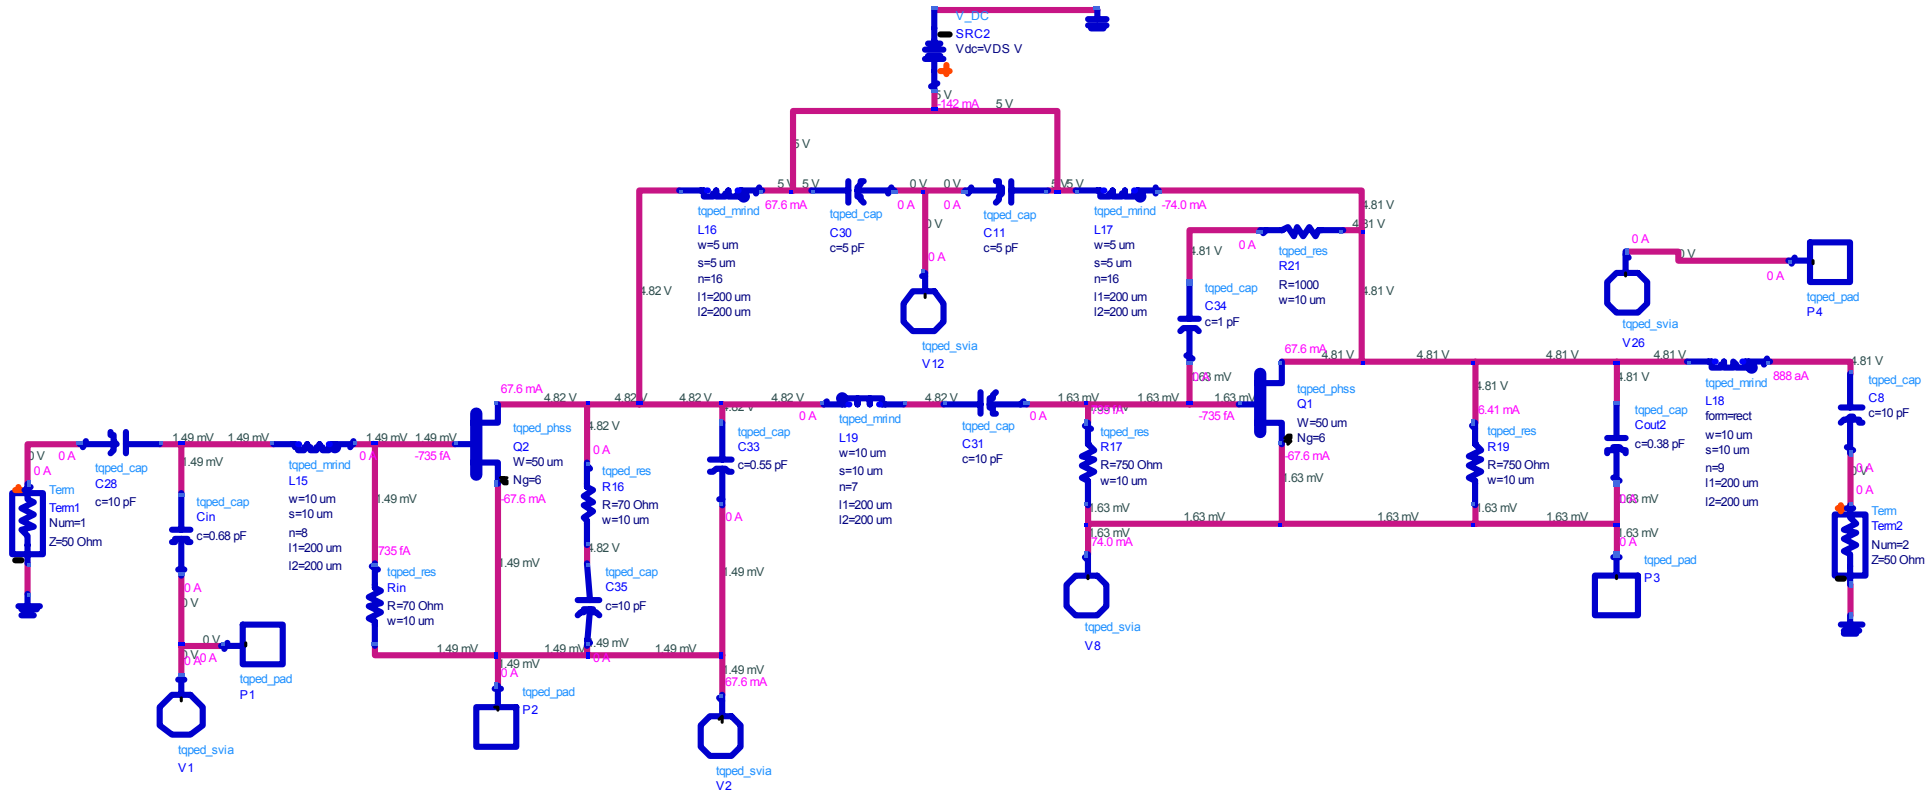 V_DC
SRC2
Vdc=VDS V
5 V
-142 mA
5 V
5 V
5 V
5 V
67.6 mA
0 V
0 A
0 V
0 A
5 V
5 V
-74.0 mA
tqped_mrind
L16
w=5 um
s=5 um
n=16
l1=200 um
l2=200 um
tqped_cap
C30
c=5 pF
tqped_cap
C11
c=5 pF
0 V
0 A
tqped_svia
V12
tqped_mrind
L17
w=5 um
s=5 um
n=16
l1=200 um
l2=200 um
4.81 V
4.81 V
4.81 V
0 A
4.81 V
tqped_res
R21
R=1000
w=10 um
tqped_cap
C34
c=1 pF
0 A
0 V
0 A
tqped_svia
V26
tqped_pad
P4
4.82 V
67.6 mA
4.82 V
4.82 V
4.82 V
4.82 V
4.82 V
0 A
4.82 V
0 A
1.63 V
1.63 mV
1.63 V
-735 fA
67.6 mA
4.81 V
4.81 V
4.81 V
4.81 V
888 aA
4.81 V
tqped_phss
Q2
W=50 um
Ng=6
-67.6 mA
4.82 V
0 A
tqped_res
R16
R=70 Ohm
w=10 um
4.82 V
tqped_cap
C35
c=10 pF
tqped_cap
C33
c=0.55 pF
0 A
tqped_mrind
L19
w=10 um
s=10 um
n=7
l1=200 um
l2=200 um
tqped_cap
C31
c=10 pF
tqped_res
R17
R=750 Ohm
w=10 um
tqped_phss
Q1
W=50 um
Ng=6
-67.6 mA
1.63 mV
4.81 V
6.41 mA
tqped_res
R19
R=750 Ohm
w=10 um
4.81 V
tqped_cap
Cout2
c=0.38 pF
tqped_mrind
L18
form=rect
w=10 um
s=10 um
n=9
l1=200 um
l2=200 um
tqped_cap
C8
c=10 pF
0 A
0 A
Term
Term2
Num=2
Z=50 Ohm
0 V
0 A
0 A
tqped_cap
C28
c=10 pF
1.49 mV
1.49 mV
1.49 mV
0 A
1.49 mV
1.49 mV
-735 fA
Term
Term1
Num=1
Z=50 Ohm
tqped_cap
Cin
c=0.68 pF
0 A
0 V
tqped_mrind
L15
w=10 um
s=10 um
n=8
l1=200 um
l2=200 um
1.49 mV
735 fA
tqped_res
Rin
R=70 Ohm
w=10 um
1.49 mV
1.49 mV
1.63 mV
1.63 mV
1.63 mV
1.63 mV
1.63 mV
1.63 mV
74.0 mA
1.63 mV
0 A
tqped_svia
V8
tqped_pad
P3
0 V
0 A
tqped_pad
P1
tqped_svia
V1
1.49 mV
1.49 mV
1.49 mV
1.49 mV
0 A
1.49 mV
0 A
tqped_pad
P2
1.49 mV
67.6 mA
tqped_svia
V2